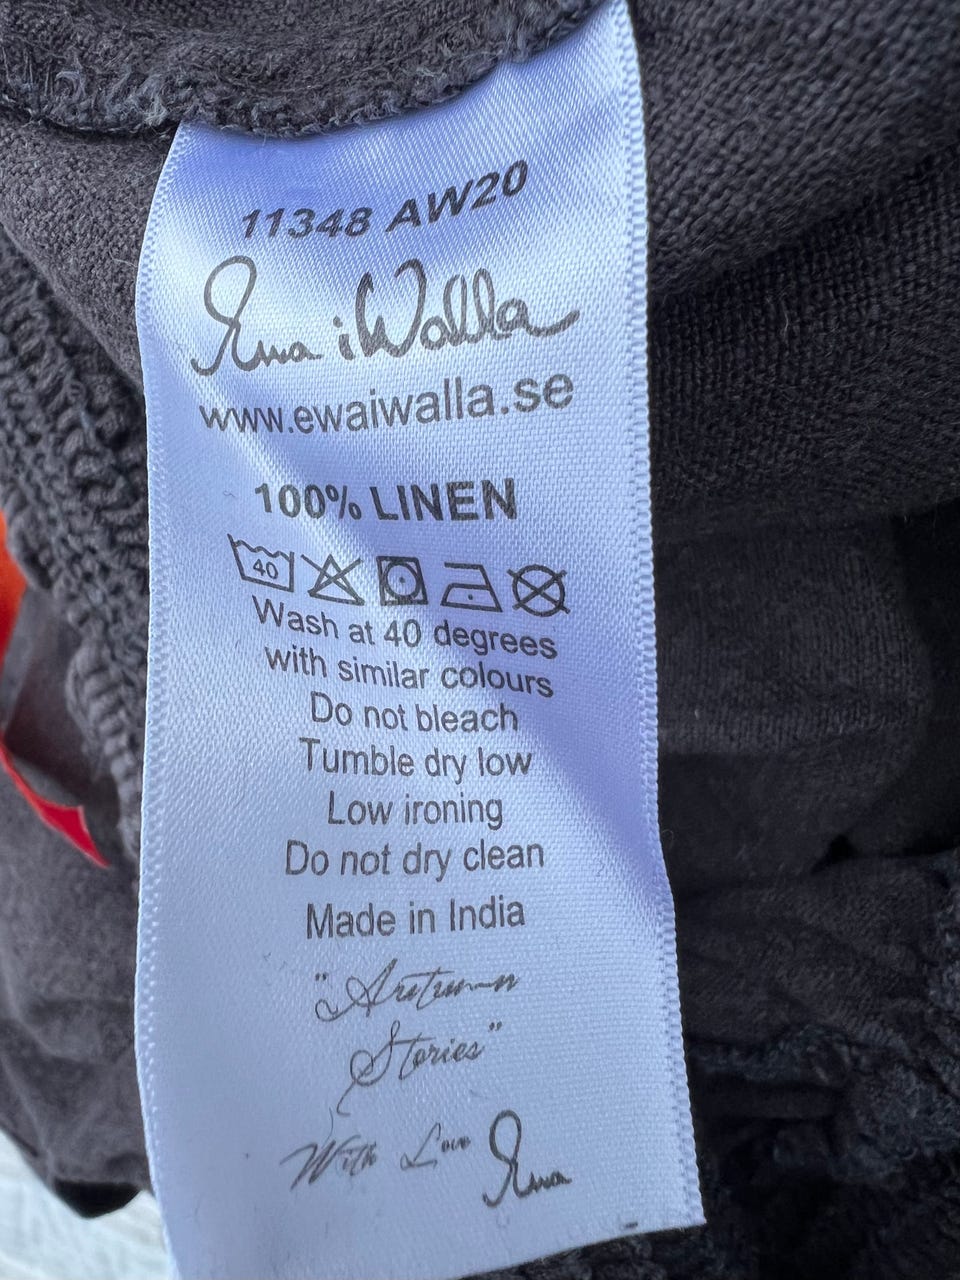 11348 AW20
Ewa i Walla
www.ewaiwalla.se
100% LINEN
40
Wash at 40 degrees
with similar colours
Do not bleach
Tumble dry low
Low ironing
Do not dry clean
Made in India
"Autumn
Stories"
With Love Ewa